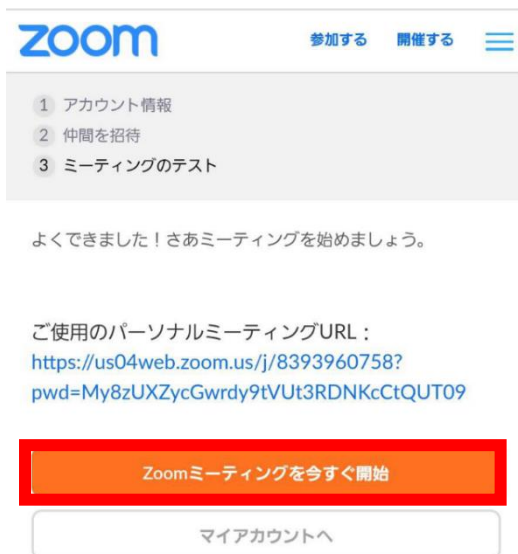 zoom 参加する 開催する
1 アカウント情報
2 仲間を招待
3 ミーティングのテスト
よくできました！さあミーティングを始めましょう。
ご使用のパーソナルミーティングURL：
https://us04web.zoom.us/j/8393960758?
pwd=My8zUXZycGwrdy9tVUt3RDNKcCtQUT09
Zoomミーティングを今すぐ開始
マイアカウントへ